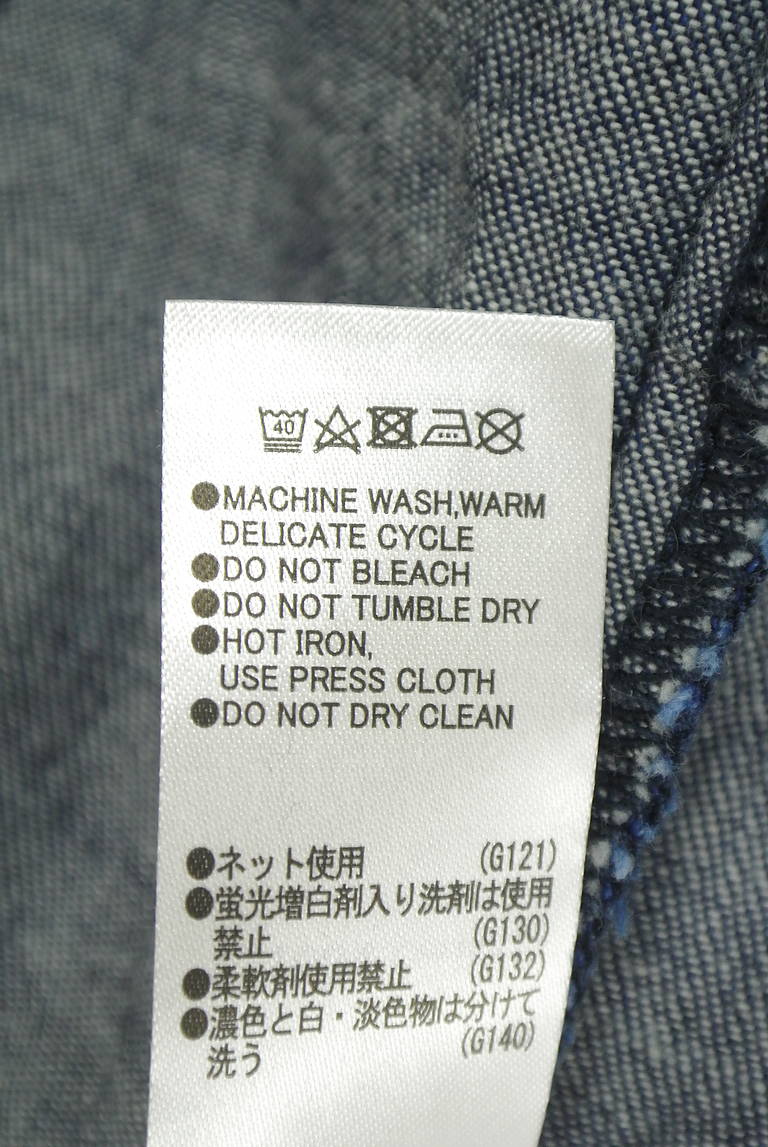 40
●MACHINE WASH,WARM
DELICATE CYCLE
●DO NOT BLEACH
●DO NOT TUMBLE DRY
●HOT IRON,
USE PRESS CLOTH
●DO NOT DRY CLEAN
●ネット使用 (G121)
●蛍光増白剤入り洗剤は使用
禁止 (G130)
●柔軟剤使用禁止 (G132)
●濃色と白・淡色物は分けて
洗う (G140)